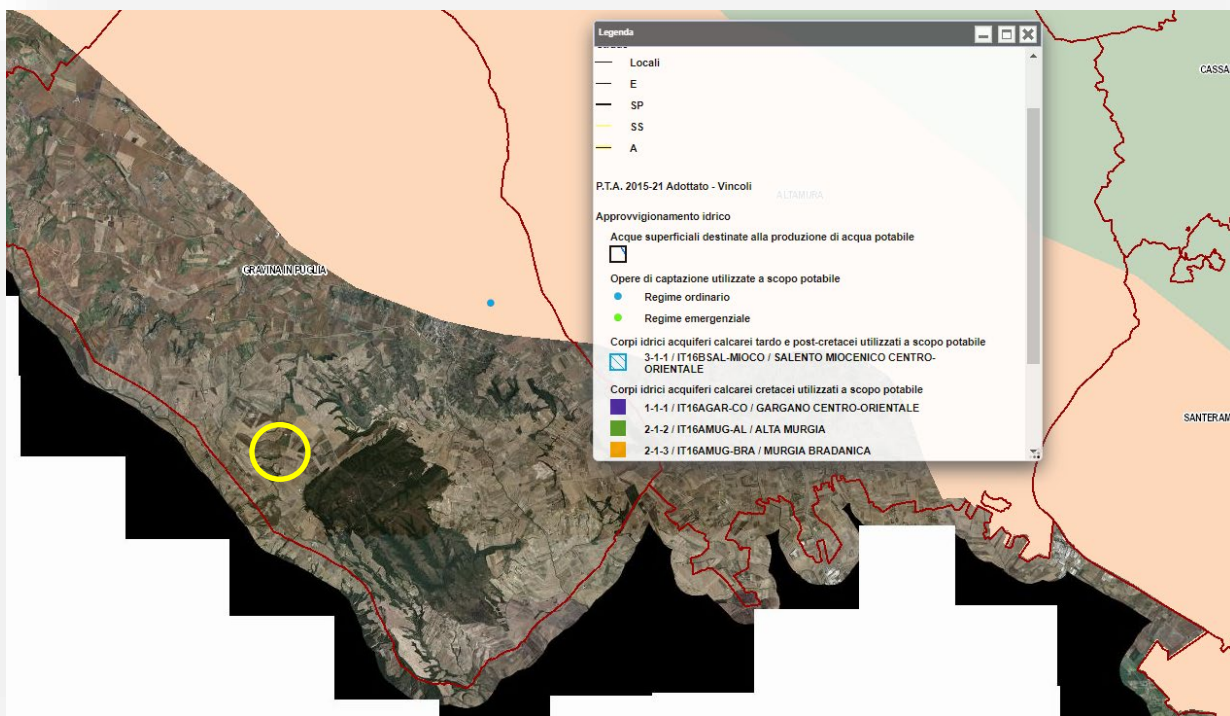 Legenda
Locali
E
SP
SS
A
P.T.A. 2015-21 Adottato - Vincoli
ALTAMURA
Approvvigionamento idrico
Acque superficiali destinate alla produzione di acqua potabile
Opere di captazione utilizzate a scopo potabile
Regime ordinario
Regime emergenziale
Corpi idrici acquiferi calcarei tardo e post-cretacei utilizzati a scopo potabile
3-1-1 / IT16BSAL-MIOCO / SALENTO MIOCENICO CENTRO-
ORIENTALE
Corpi idrici acquiferi calcarei cretacei utilizzati a scopo potabile
1-1-1 / IT16AGAR-CO / GARGANO CENTRO-ORIENTALE
2-1-2 / IT16AMUG-AL / ALTA MURGIA
2-1-3 / IT16AMUG-BRA / MURGIA BRADANICA
CASSA
GRAVINA IN PUGLIA
SANTERAM